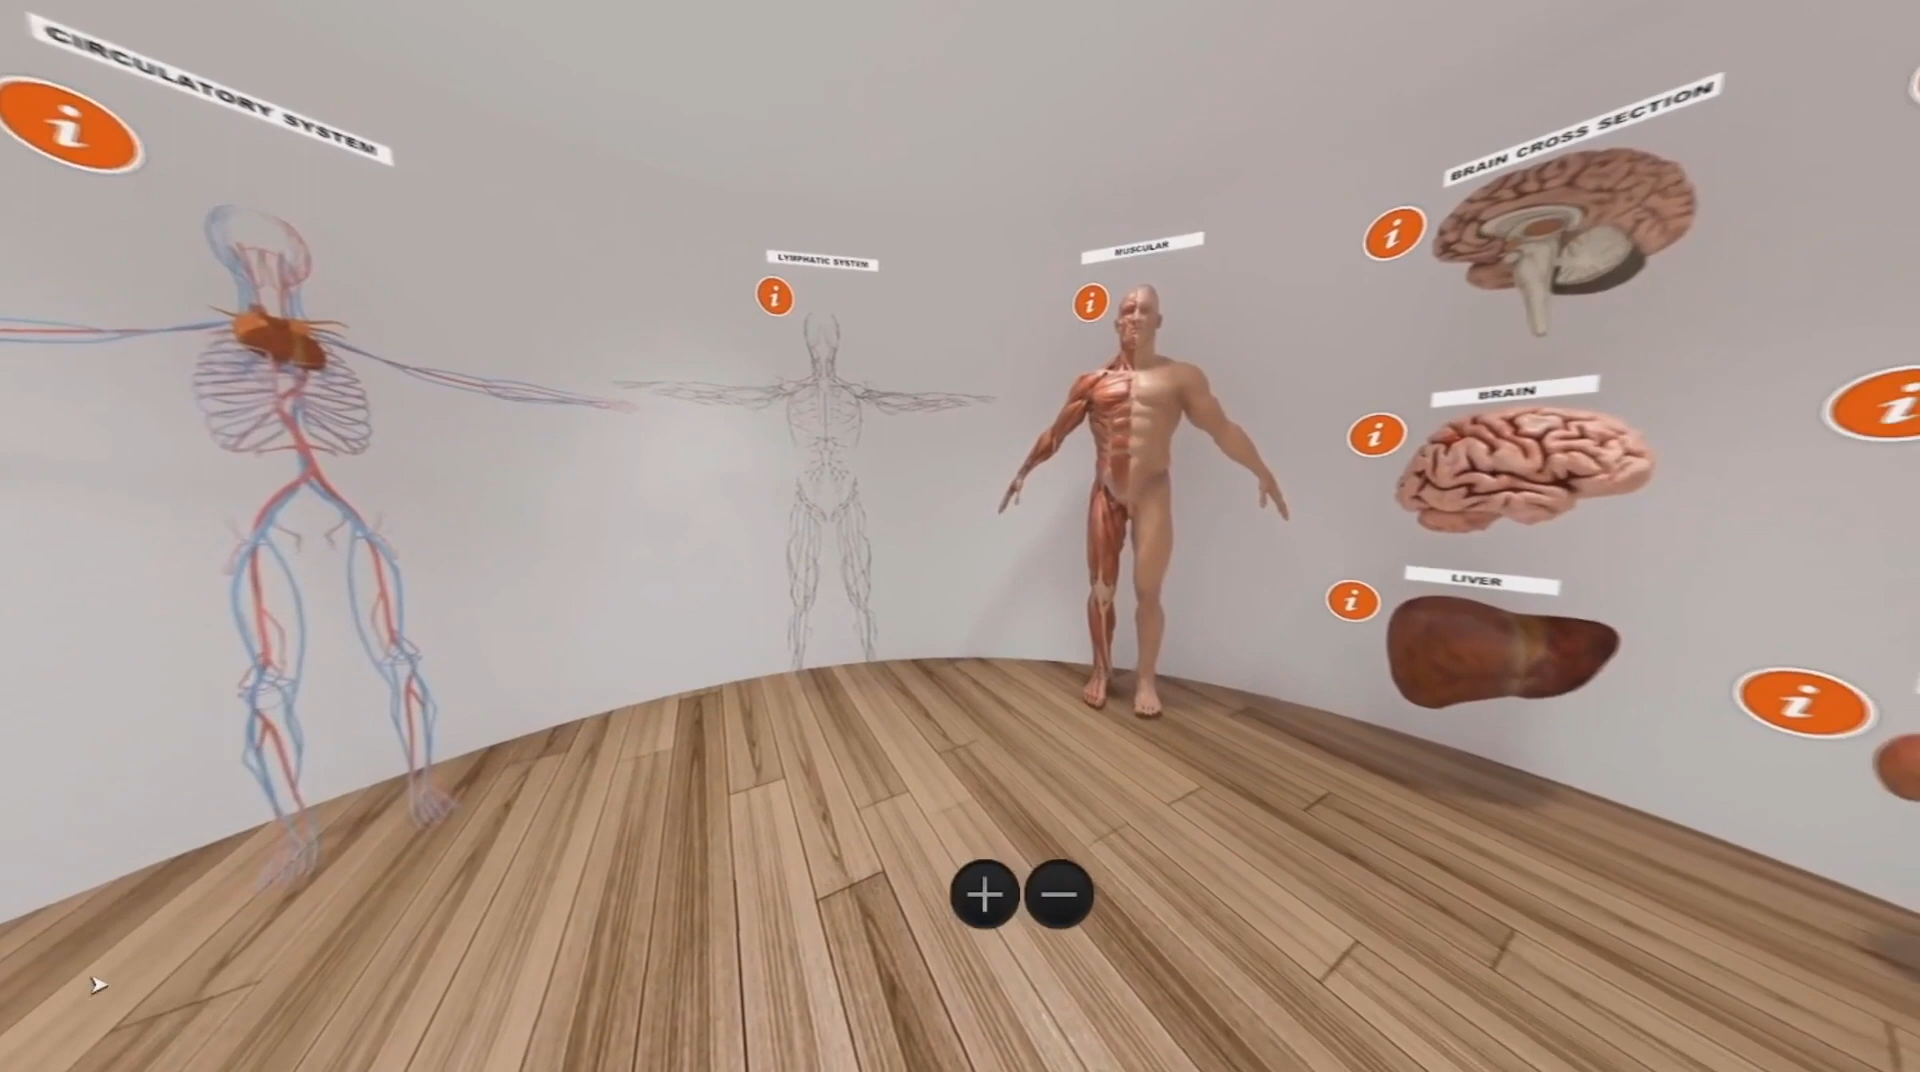 CIRCULATORY SYSTEM
i
LYMPHATIC SYSTEM
i
MUSCULAR
i
BRAIN CROSS SECTION
i
BRAIN
i
LIVER
i
i
i